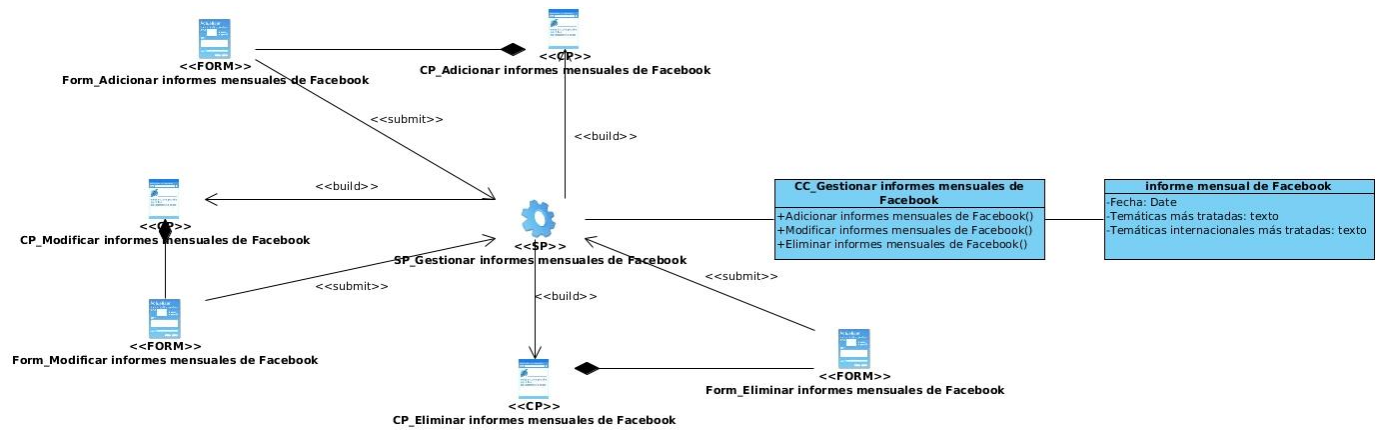 <<FORM>>
Form_Adicionar informes mensuales de Facebook
<<CP>>
CP_Adicionar informes mensuales de Facebook
<<submit>>
<<build>>
<<build>>
<<CP>>
CP_Modificar informes mensuales de Facebook
<<SP>>
SP_Gestionar informes mensuales de Facebook
CC_Gestionar informes mensuales de
Facebook
+Adicionar informes mensuales de Facebook()
+Modificar informes mensuales de Facebook()
+Eliminar informes mensuales de Facebook()
informe mensual de Facebook
-Fecha: Date
-Temáticas más tratadas: texto
-Temáticas internacionales más tratadas: texto
<<submit>>
<<build>>
<<submit>>
<<FORM>>
Form_Modificar informes mensuales de Facebook
<<CP>>
CP_Eliminar informes mensuales de Facebook
<<FORM>>
Form_Eliminar informes mensuales de Facebook